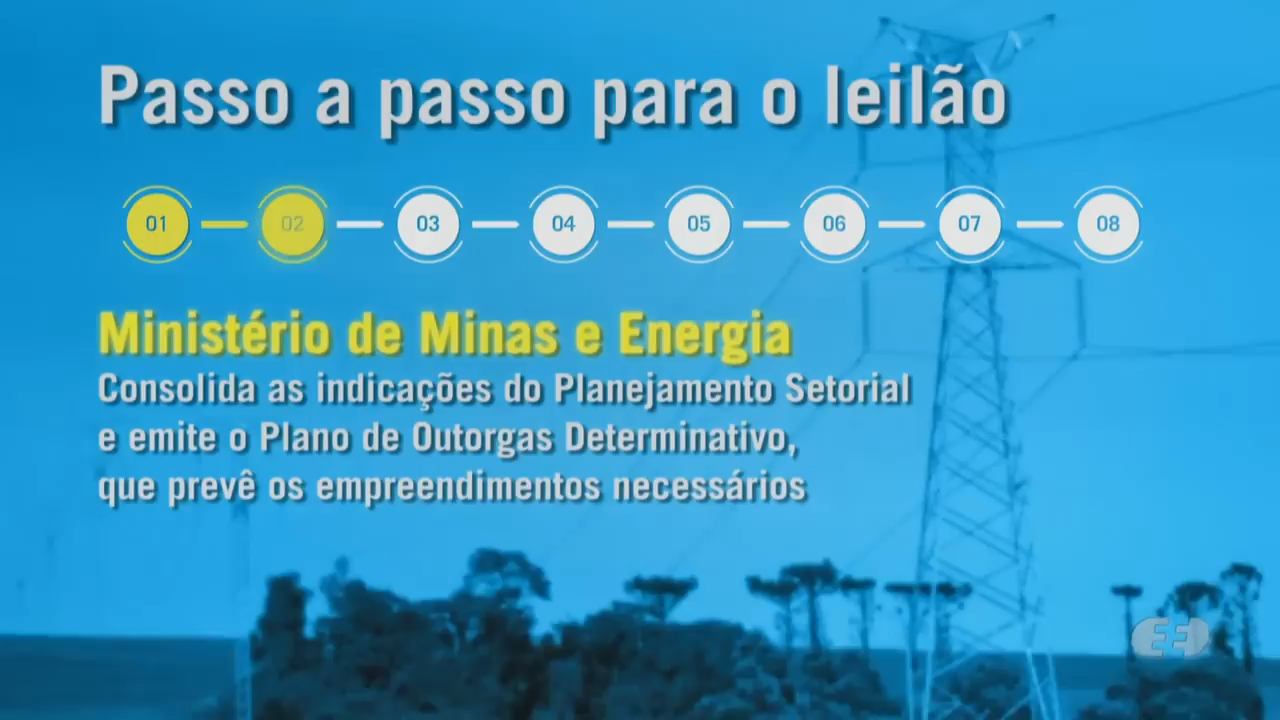 Passo a passo para o leilão
01 02 03 04 05 06 07 08
Ministério de Minas e Energia
Consolida as indicações do Planejamento Setorial
e emite o Plano de Outorgas Determinativo,
que prevê os empreendimentos necessários